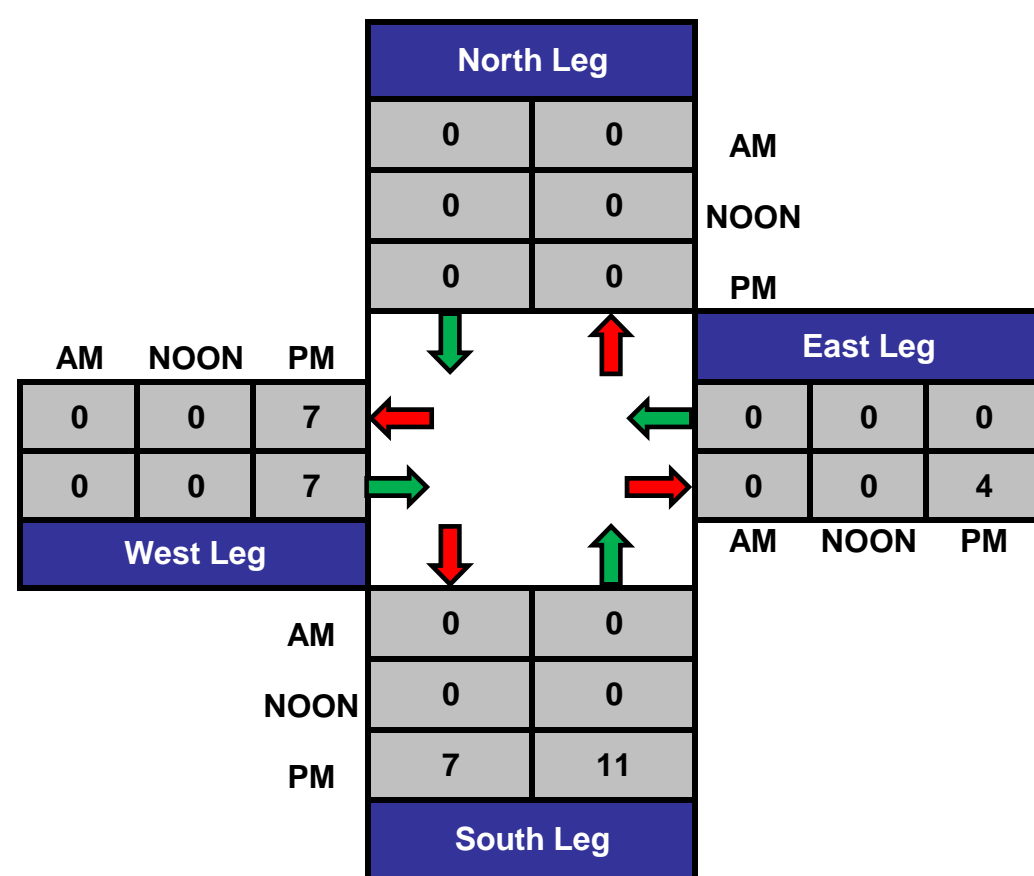 North Leg
0 0 AM
0 0 NOON
0 0 PM
East Leg
AM NOON PM
0 0 7
0 0 0
0 0 7
0 0 4
West Leg
AM NOON PM
AM 0 0
NOON 0 0
PM 7 11
South Leg